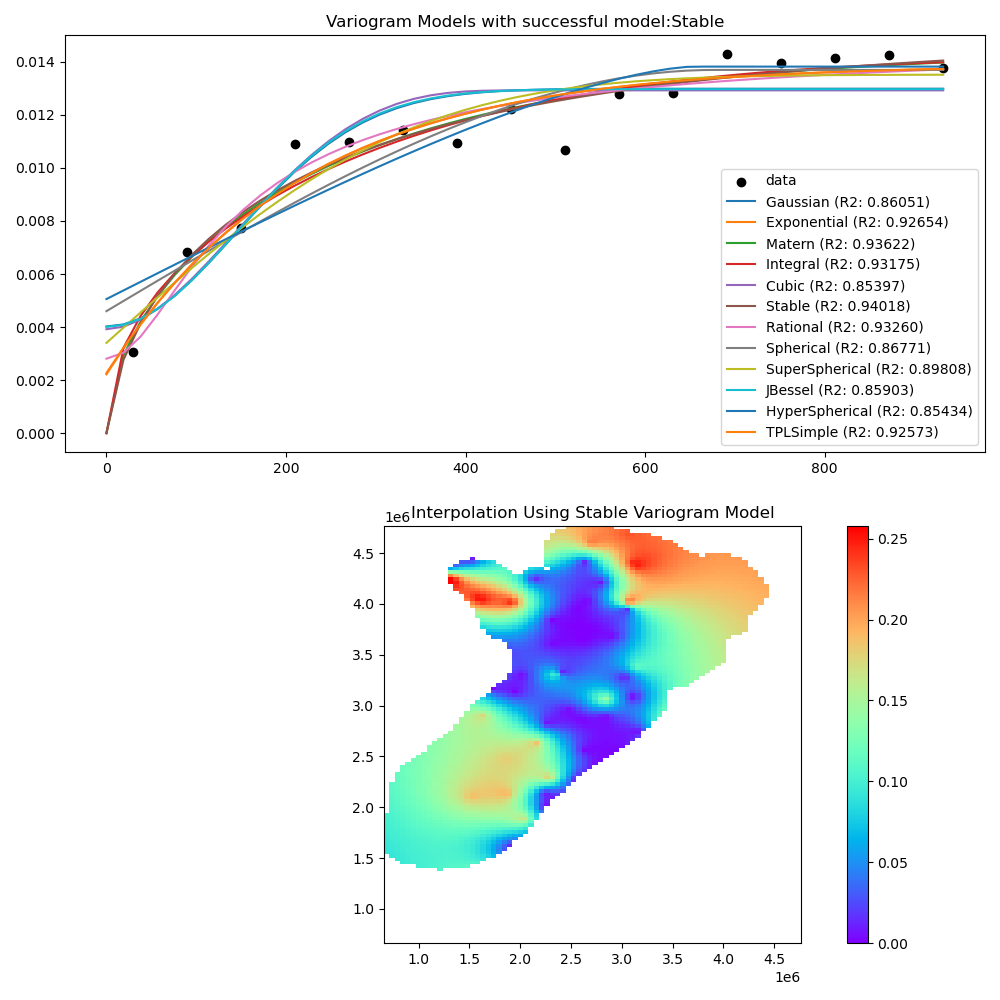 Variogram Models with successful model:Stable
0.014
0.012
0.010
0.008
0.006
0.004
0.002
0.000
0
200
400
600
800
data
Gaussian (R2: 0.86051)
Exponential (R2: 0.92654)
Matern (R2: 0.93622)
Integral (R2: 0.93175)
Cubic (R2: 0.85397)
Stable (R2: 0.94018)
Rational (R2: 0.93260)
Spherical (R2: 0.86771)
SuperSpherical (R2: 0.89808)
JBessel (R2: 0.85903)
HyperSpherical (R2: 0.85434)
TPLSimple (R2: 0.92573)
Interpolation Using Stable Variogram Model
1e6
4.5
4.0
3.5
3.0
2.5
2.0
1.5
1.0
1.0
1.5
2.0
2.5
3.0
3.5
4.0
4.5
1e6
0.25
0.20
0.15
0.10
0.05
0.00